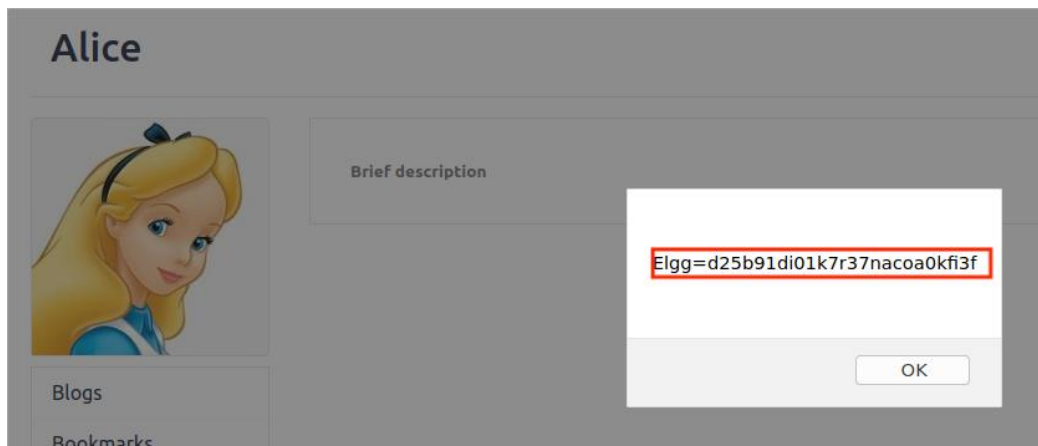 Alice
Brief description
Elgg=d25b91di01k7r37nacoa0kfi3f
OK
Blogs
Bookmarks